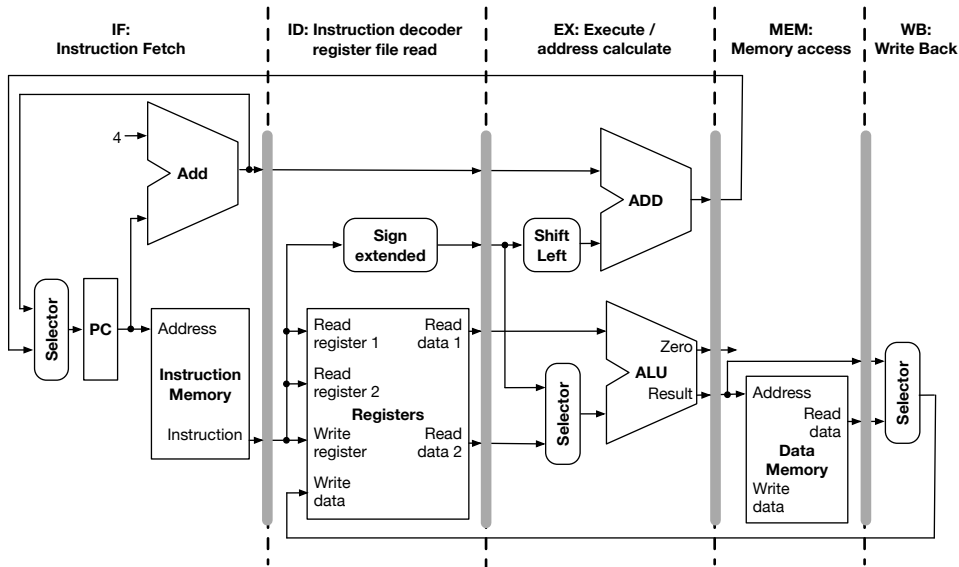 IF:
Instruction Fetch
ID: Instruction decoder
register file read
EX: Execute /
address calculate
MEM:
Memory access
WB:
Write Back
4
Add
ADD
Sign
extended
Shift
Left
Selector
PC
Address
Instruction
Memory
Instruction
Read
register 1
Read
data 1
Read
register 2
Registers
Write
register
Read
data 2
Write
data
Selector
Zero
ALU
Result
Address
Read
data
Data
Memory
Write
data
Selector